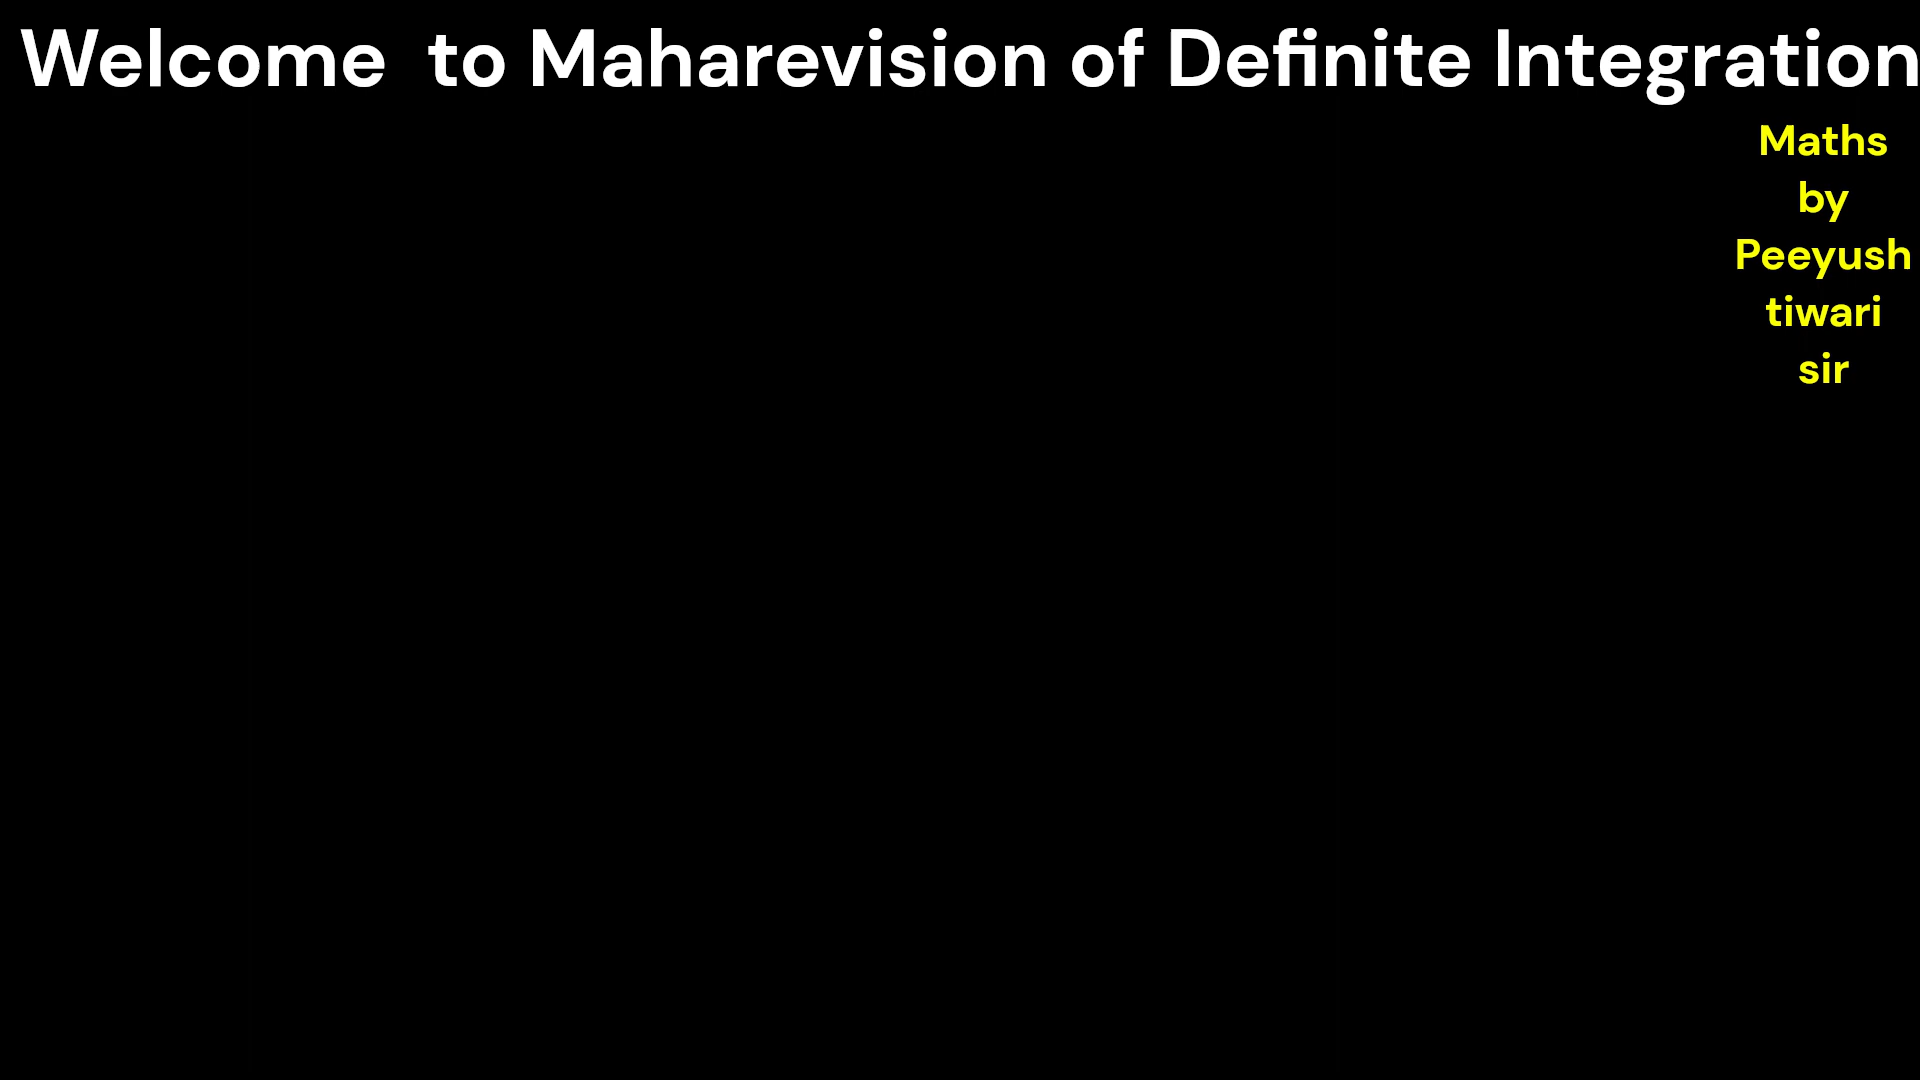 Welcome  to Maharevision of Definite Integration
Maths
by
Peeyush
tiwari
sir